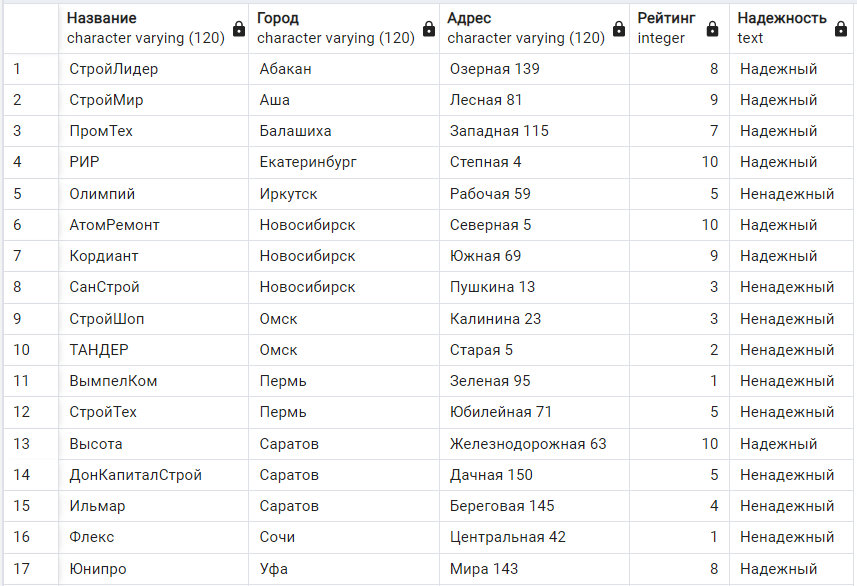 Название Город Адрес Рейтинг Надежность
character varying (120) character varying (120) character varying (120) integer text
1 СтройЛидер Абакан Озерная 139 8 Надежный
2 СтройМир Аша Лесная 81 9 Надежный
3 ПромТех Балашиха Западная 115 7 Надежный
4 РИР Екатеринбург Степная 4 10 Надежный
5 Олимпий Иркутск Рабочая 59 5 Ненадежный
6 АтомРемонт Новосибирск Северная 5 10 Надежный
7 Кордиант Новосибирск Южная 69 9 Надежный
8 СанСтрой Новосибирск Пушкина 13 3 Ненадежный
9 СтройШоп Омск Калинина 23 3 Ненадежный
10 ТАНДЕР Омск Старая 5 2 Ненадежный
11 ВымпелКом Пермь Зеленая 95 1 Ненадежный
12 СтройТех Пермь Юбилейная 71 5 Ненадежный
13 Высота Саратов Железнодорожная 63 10 Надежный
14 ДонКапиталСтрой Саратов Дачная 150 5 Ненадежный
15 Ильмар Саратов Береговая 145 4 Ненадежный
16 Флекс Сочи Центральная 42 1 Ненадежный
17 Юнипро Уфа Мира 143 8 Надежный